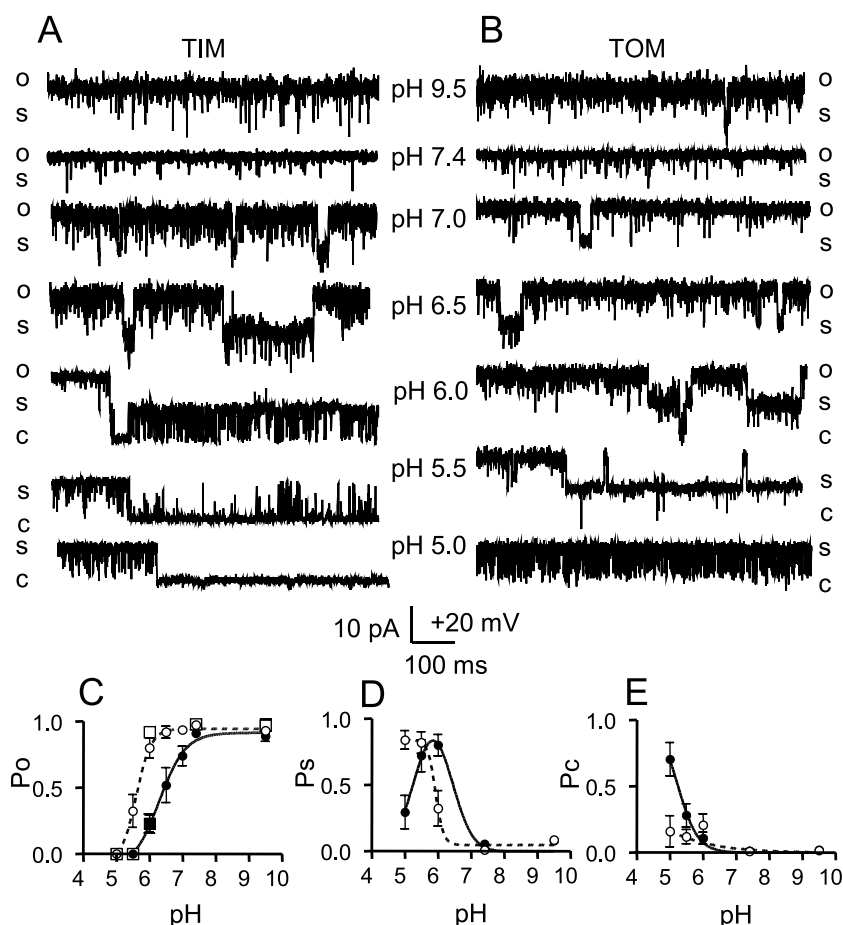 A
TIM
B
TOM
o
s
pH 9.5
o
s
o
s
pH 7.4
o
s
o
s
pH 7.0
o
s
o
s
pH 6.5
o
s
o
s
c
pH 6.0
o
s
c
s
c
pH 5.5
s
c
s
c
pH 5.0
s
c
10 pA
+20 mV
100 ms
C
Po
1.0
0.5
0.0
4 5 6 7 8 9 10
pH
D
Ps
1.0
0.5
0.0
4 5 6 7 8 9 10
pH
E
Pc
1.0
0.5
0.0
4 5 6 7 8 9 10
pH